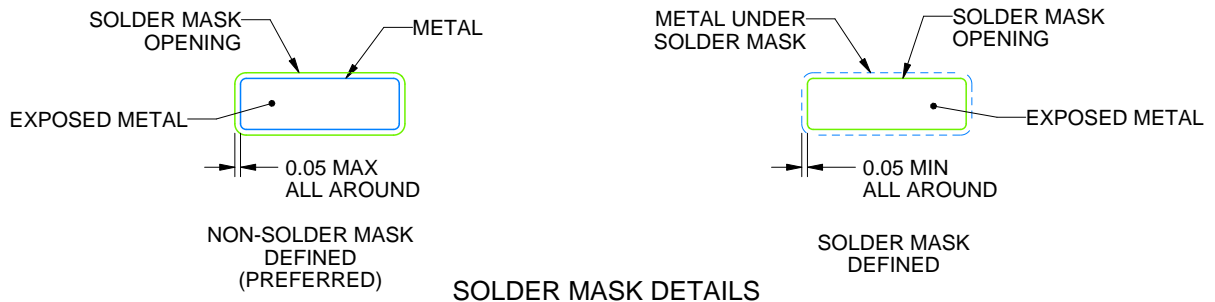 SOLDER MASK
OPENING
METAL
EXPOSED METAL
0.05 MAX
ALL AROUND
NON-SOLDER MASK
DEFINED
(PREFERRED)
METAL UNDER
SOLDER MASK
SOLDER MASK
OPENING
EXPOSED METAL
0.05 MIN
ALL AROUND
SOLDER MASK
DEFINED
SOLDER MASK DETAILS